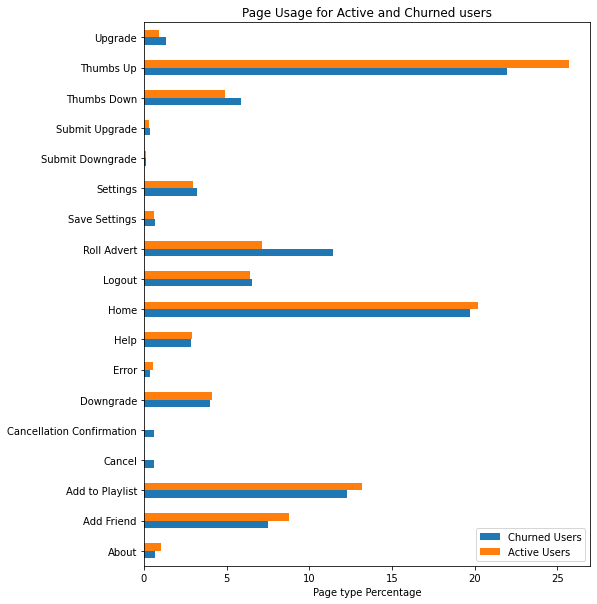 Page Usage for Active and Churned users
Upgrade
Thumbs Up
Thumbs Down
Submit Upgrade
Submit Downgrade
Settings
Save Settings
Roll Advert
Logout
Home
Help
Error
Downgrade
Cancellation Confirmation
Cancel
Add to Playlist
Add Friend
About
Churned Users
Active Users
0 5 10 15 20 25
Page type Percentage